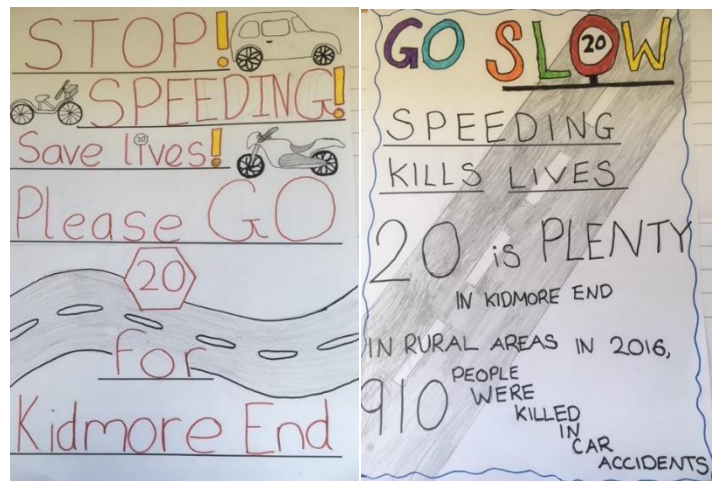 STOP!
SPEEDING!
Save lives!
20
Please GO
20
for
Kidmore End
GO SLOW
20
SPEEDING
KILLS LIVES
20 is PLENTY
IN KIDMORE END
IN RURAL AREAS IN 2016,
910 PEOPLE
WERE
KILLED
IN
CAR
ACCIDENTS